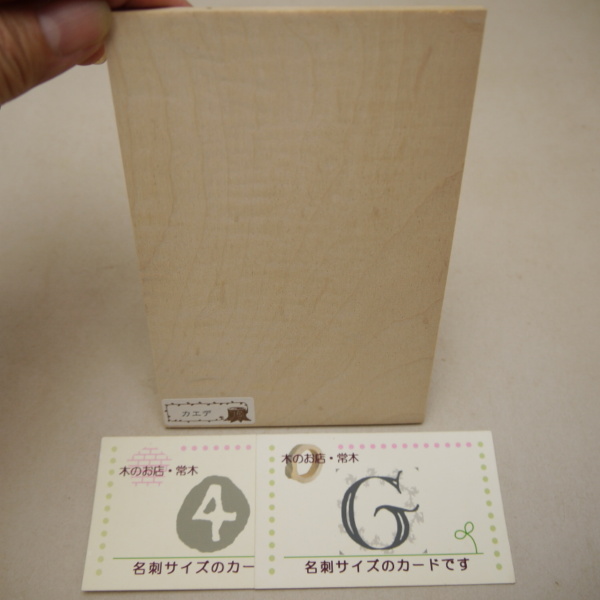 カエデ
木のお店・常木
4
名刺サイズのカー
木のお店・常木
G
名刺サイズのカードです